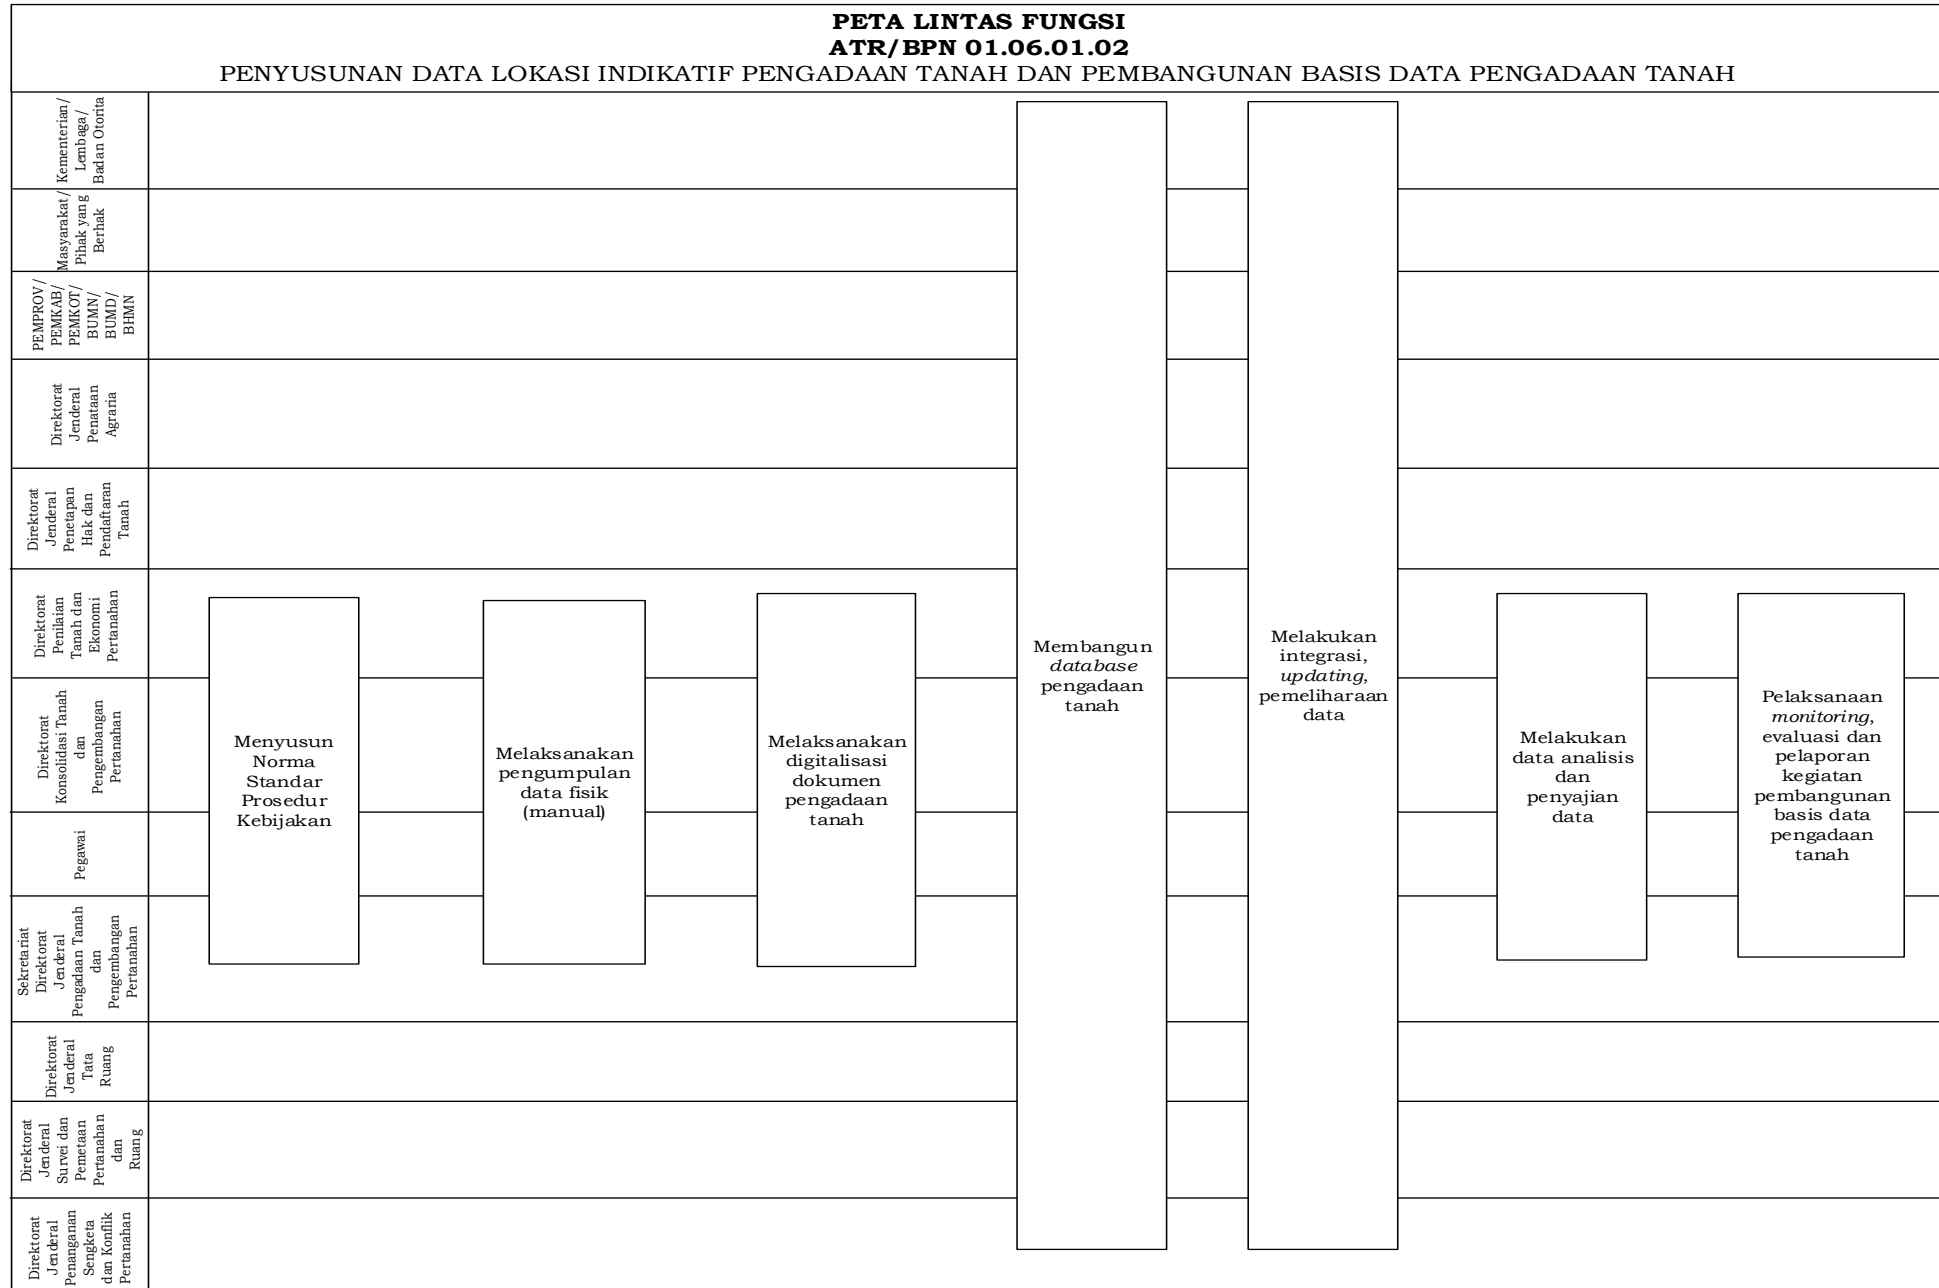 PETA LINTAS FUNGSI
ATR/BPN 01.06.01.02
PENYUSUNAN DATA LOKASI INDIKATIF PENGADAAN TANAH DAN PEMBANGUNAN BASIS DATA PENGADAAN TANAH
Kementerian/
Lembaga/
Badan Otorita
Masyarakat/
Pihak yang
Berhak
PEMPROV/
PEMKAB/
PEMKOT/
BUMN/
BUMD/
BHMN
Direktorat
Jenderal
Penataan
Agraria
Direktorat
Jenderal
Penetapan
Hak dan
Pendaftaran
Tanah
Direktorat
Penilaian
Tanah dan
Ekonomi
Pertanahan
Direktorat
Konsolidasi Tanah
dan
Pengembangan
Pertanahan
Pegawai
Sekretariat
Direktorat
Jenderal
Pengadaan Tanah
dan
Pengembangan
Pertanahan
Direktorat
Jenderal
Tata
Ruang
Direktorat
Jenderal
Survei dan
Pemetaan
Pertanahan
dan
Ruang
Direktorat
Jenderal
Penanganan
Sengketa
dan Konflik
Pertanahan
Menyusun
Norma
Standar
Prosedur
Kebijakan
Melaksanakan
pengumpulan
data fisik
(manual)
Melaksanakan
digitalisasi
dokumen
pengadaan
tanah
Membangun
database
pengadaan
tanah
Melakukan
integrasi,
updating,
pemeliharaan
data
Melakukan
data analisis
dan
penyajian
data
Pelaksanaan
monitoring,
evaluasi dan
pelaporan
kegiatan
pembangunan
basis data
pengadaan
tanah